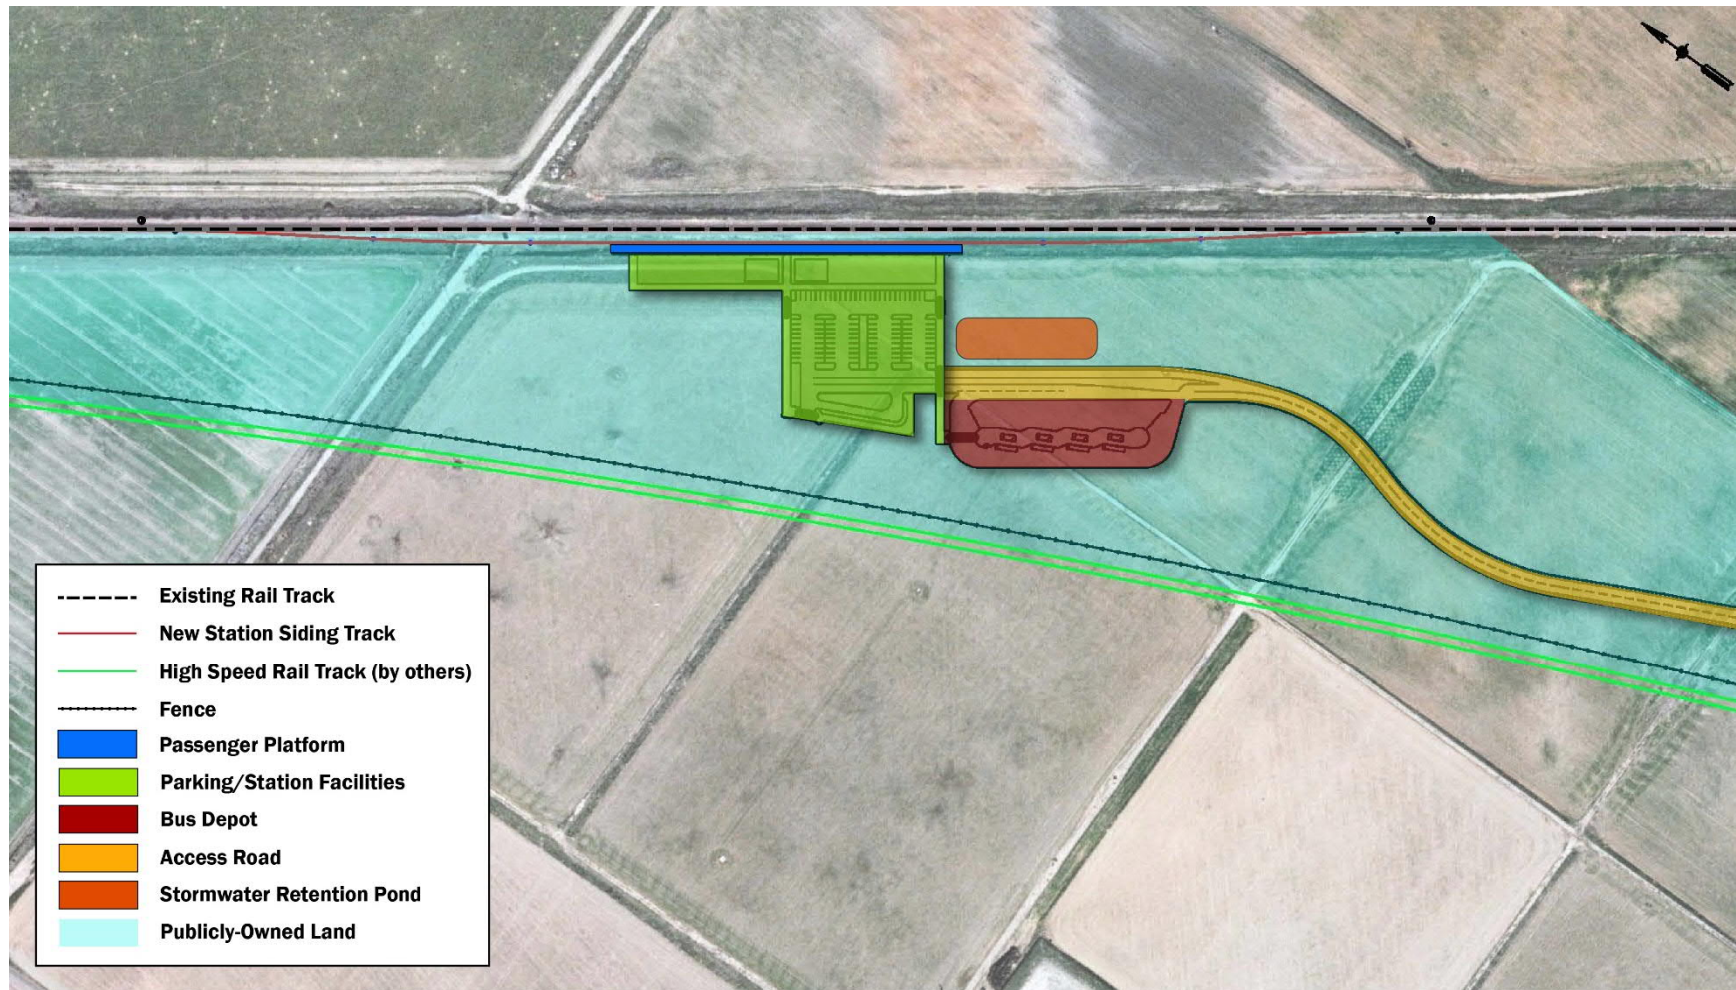 Existing Rail Track
New Station Siding Track
High Speed Rail Track (by others)
Fence
Passenger Platform
Parking/Station Facilities
Bus Depot
Access Road
Stormwater Retention Pond
Publicly-Owned Land